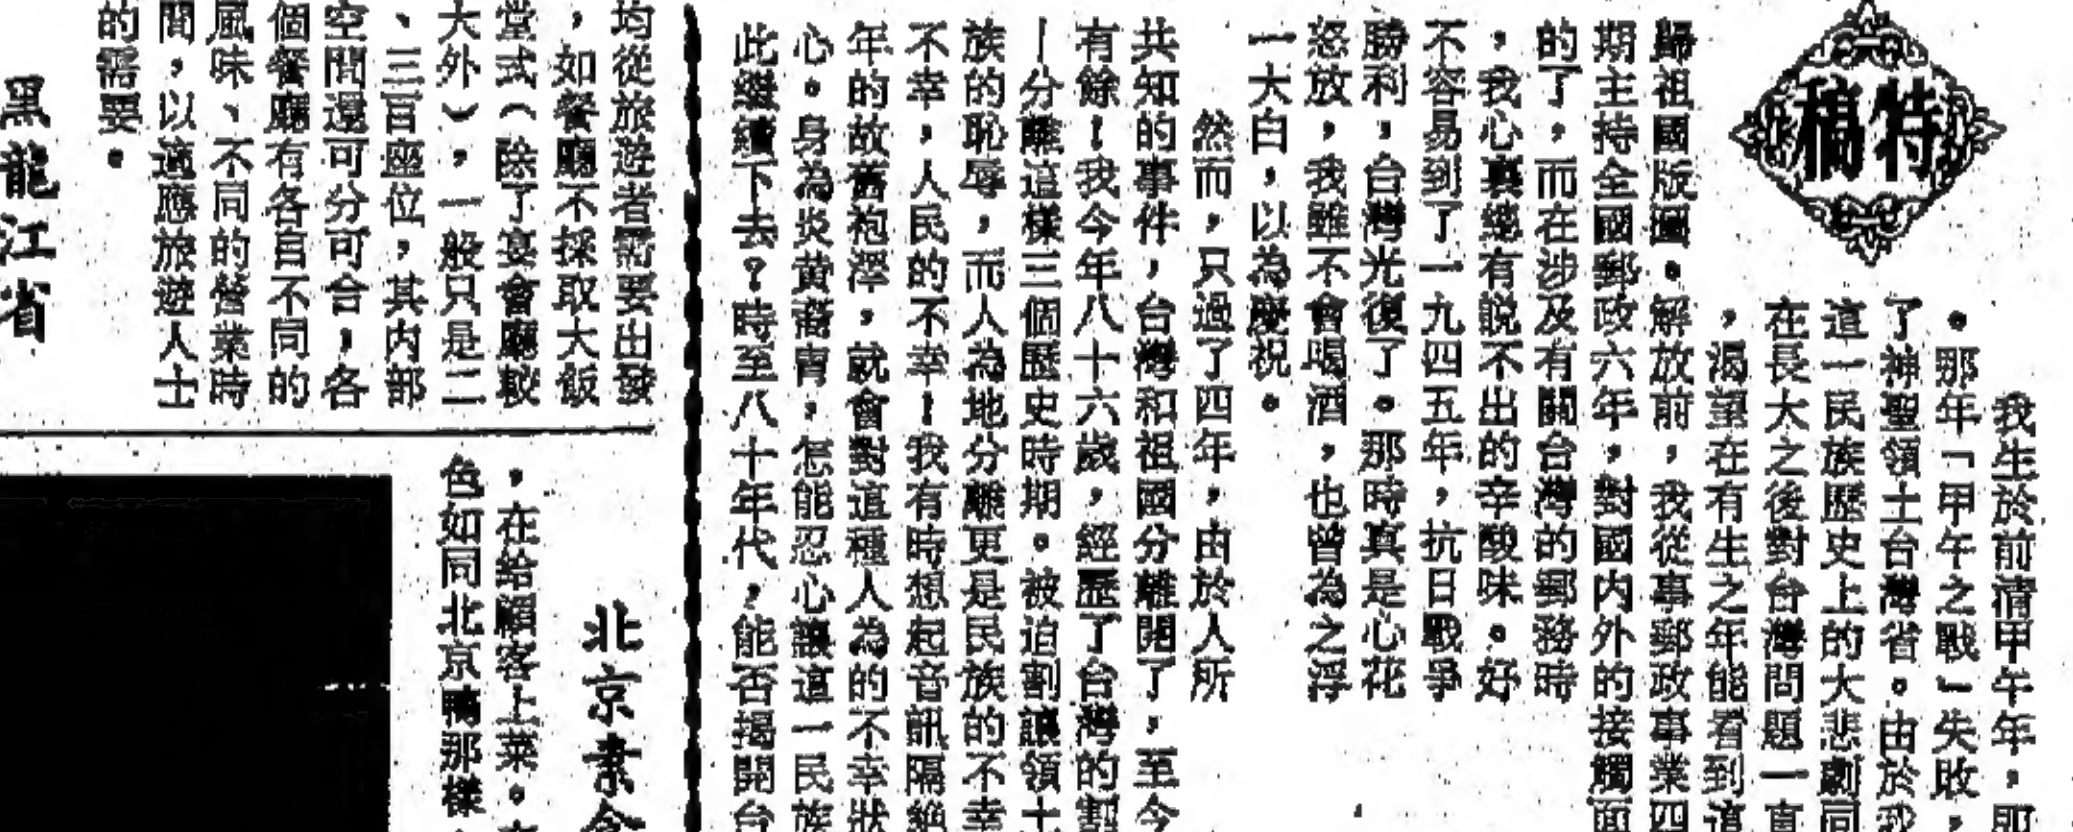 特稿
我生於前清甲午年，即
。那年「甲午之戰」失敗，
了神聖領土台灣省。由於我
這一民族歷史上的大悲劇同
在長大之後對台灣問題一直
，渴望在有生之年能看到這
歸祖國版圖。解放前，我從事郵政事業四
期主持全國郵政六年，對國內外的接觸面
的了，而在涉及有關台灣的郵務時
，我心裏總有説不出的辛酸味。好
不容易到了一九四五年，抗日戰爭
勝利，台灣光復了。那時真是心花
怒放，我雖不會喝酒，也曾為之浮
一大白，以為慶祝。
然而，只過了四年，由於人所
共知的事件，台灣和祖國分離開了，至今
有餘！我今年八十六歲，經歷了台灣的割
—分離這樣三個歷史時期。被迫割讓領土
族的恥辱，而人為地分離更是民族的不幸
不幸，人民的不幸！我有時想起音訊隔絕
年的故舊袍澤，就會對這種人為的不幸狀
心。身為炎黃裔胄，怎能忍心讓這一民族
此繼續下去？時至八十年代，能否揭開台
均從旅遊者需要出發
，如餐廳不採取大飯
堂式（除了宴會廳較
大外），一般只是二
、三百座位，其內部
空間還可分可合，各
個餐廳有各自不同的
風味、不同的營業時
間，以適應旅遊人士
的需要。
黑龍江省
北京素食
，在給顧客上菜。
色如同北京鴨那樣